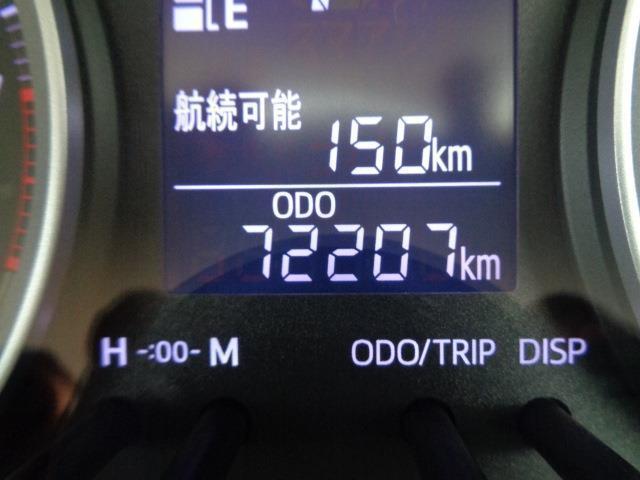 E
航続可能
150km
ODO
72207km
H -:00- M ODO/TRIP DISP